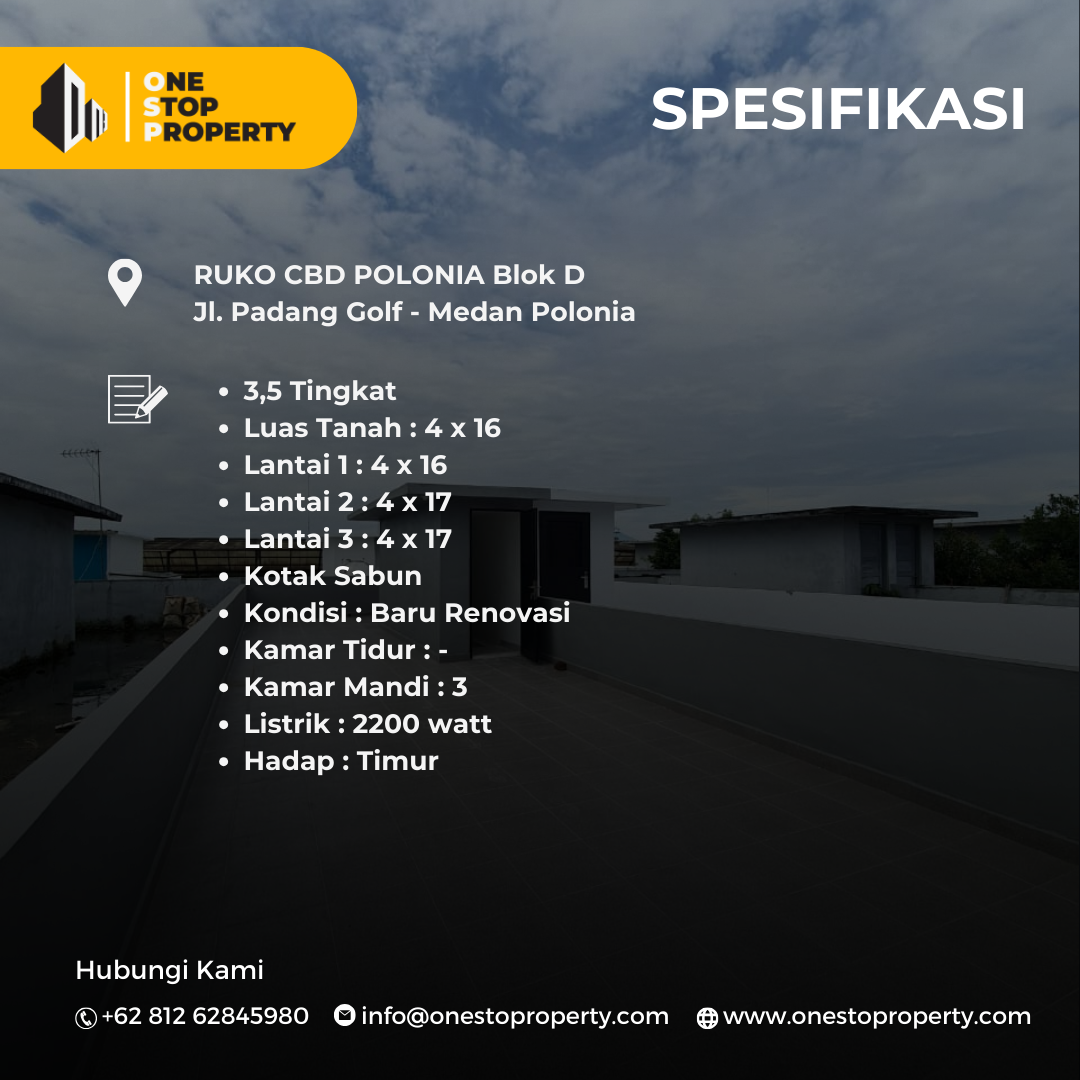 ONE
STOP
PROPERTY
SPESIFIKASI
RUKO CBD POLONIA Blok D
Jl. Padang Golf - Medan Polonia
• 3,5 Tingkat
• Luas Tanah : 4 x 16
• Lantai 1 : 4 x 16
• Lantai 2 : 4 x 17
• Lantai 3 : 4 x 17
• Kotak Sabun
• Kondisi : Baru Renovasi
• Kamar Tidur : -
• Kamar Mandi : 3
• Listrik : 2200 watt
• Hadap : Timur
Hubungi Kami
+62 812 62845980 info@onestoproperty.com www.onestoproperty.com